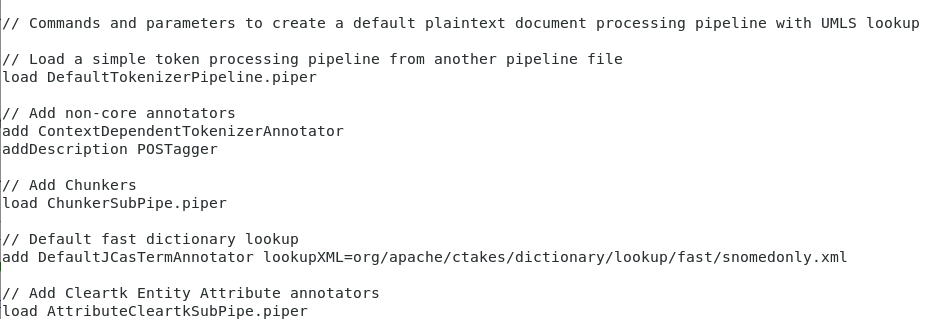 // Commands and parameters to create a default plaintext document processing pipeline with UMLS lookup
// Load a simple token processing pipeline from another pipeline file
load DefaultTokenizerPipeline.piper
// Add non-core annotators
add ContextDependentTokenizerAnnotator
addDescription POSTagger
// Add Chunkers
load ChunkerSubPipe.piper
// Default fast dictionary lookup
add DefaultJCasTermAnnotator lookupXML=org/apache/ctakes/dictionary/lookup/fast/snomedonly.xml
// Add Cleartk Entity Attribute annotators
load AttributeCleartkSubPipe.piper